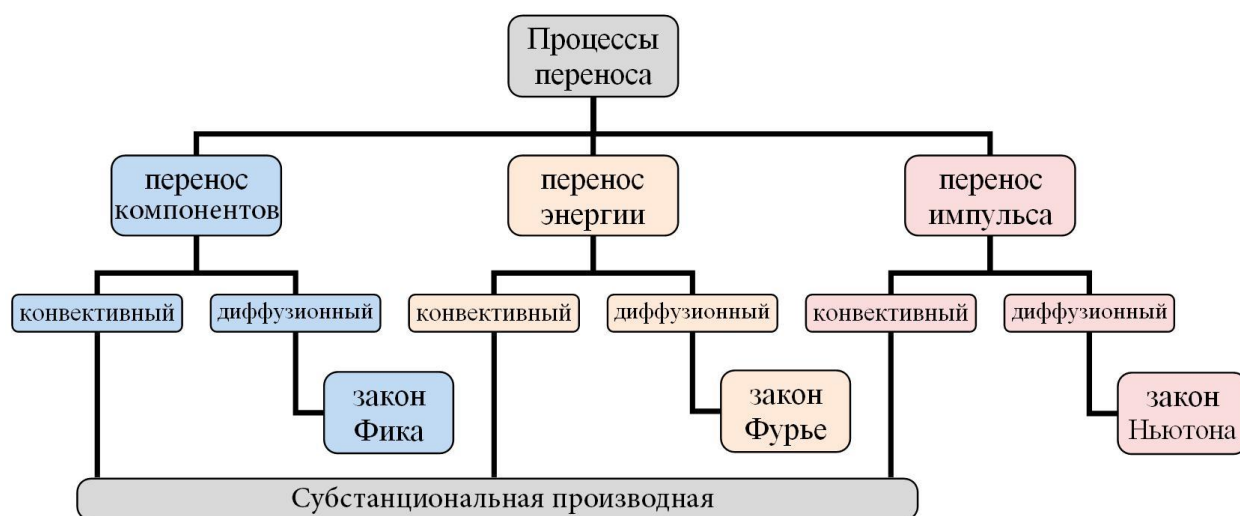 Процессы
переноса
перенос
компонентов
перенос
энергии
перенос
импульса
конвективный
диффузионный
конвективный
диффузионный
конвективный
диффузионный
закон
Фика
закон
Фурье
закон
Ньютона
Субстанциональная производная